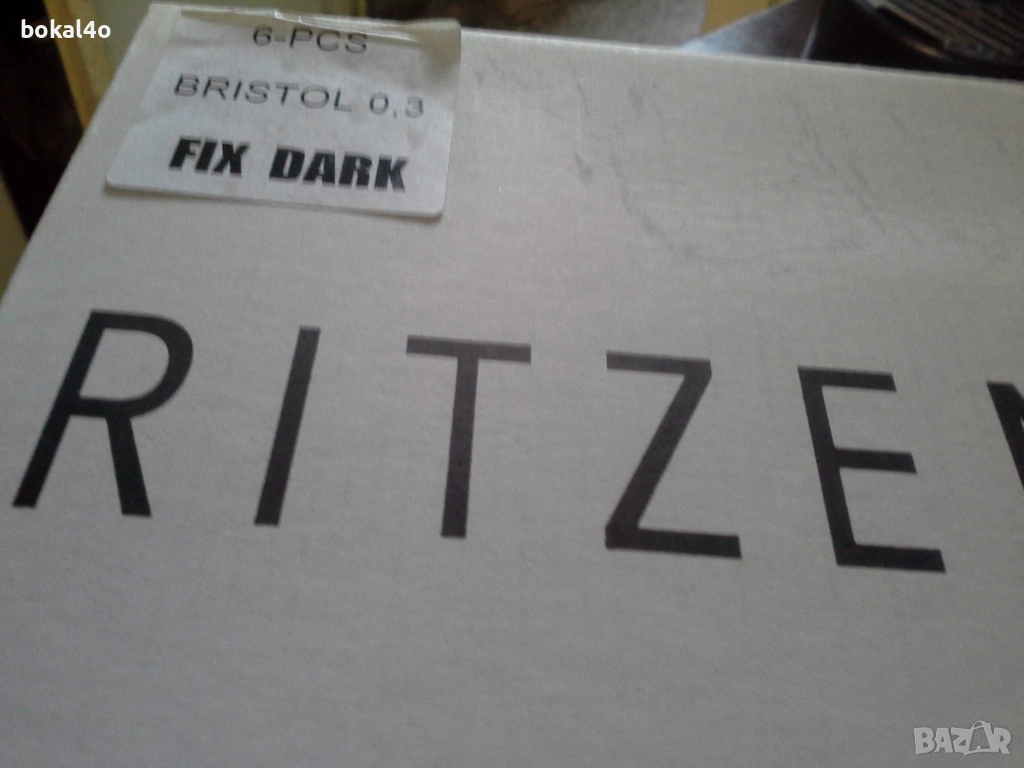 bokal4o
6-PCS
BRISTOL 0,3
FIX DARK
RITZE
BAZAR